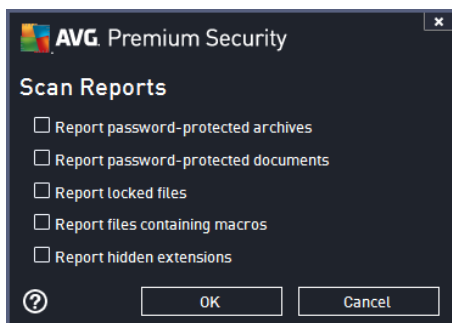 AVG. Premium Security
x
Scan Reports
Report password-protected archives
Report password-protected documents
Report locked files
Report files containing macros
Report hidden extensions
?
OK
Cancel